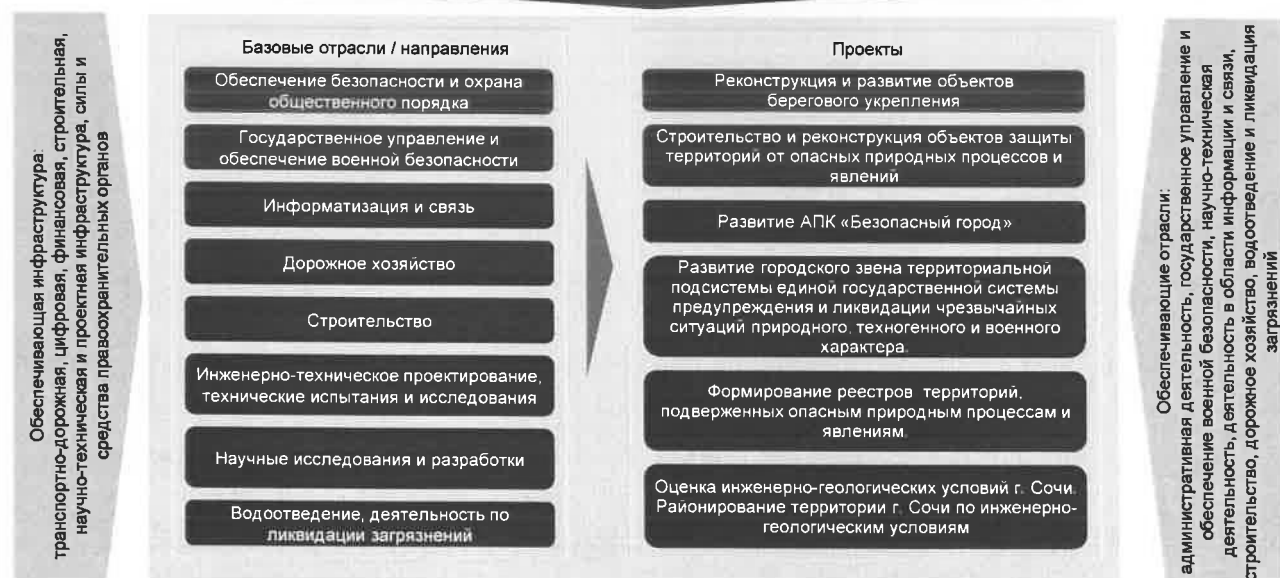 Обеспечивающая инфраструктура:
транспортно-дорожная, цифровая, финансовая, строительная,
научно-техническая и проектная инфраструктура, силы и
средства правоохранительных органов
Базовые отрасли / направления
Обеспечение безопасности и охрана
общественного порядка
Государственное управление и
обеспечение военной безопасности
Информатизация и связь
Дорожное хозяйство
Строительство
Инженерно-техническое проектирование,
технические испытания и исследования
Научные исследования и разработки
Водоотведение, деятельность по
ликвидации загрязнений
Проекты
Реконструкция и развитие объектов
берегового укрепления
Строительство и реконструкция объектов защиты
территорий от опасных природных процессов и
явлений
Развитие АПК «Безопасный город»
Развитие городского звена территориальной
подсистемы единой государственной системы
предупреждения и ликвидации чрезвычайных
ситуаций природного, техногенного и военного
характера.
Формирование реестров территорий,
подверженных опасным природным процессам и
явлениям.
Оценка инженерно-геологических условий г. Сочи.
Районирование территории г. Сочи по инженерно-
геологическим условиям
Обеспечивающие отрасли:
административная деятельность, государственное управление и
обеспечение военной безопасности, научно-техническая
деятельность, деятельность в области информации и связи,
строительство, дорожное хозяйство, водоотведение и ликвидация
загрязнений